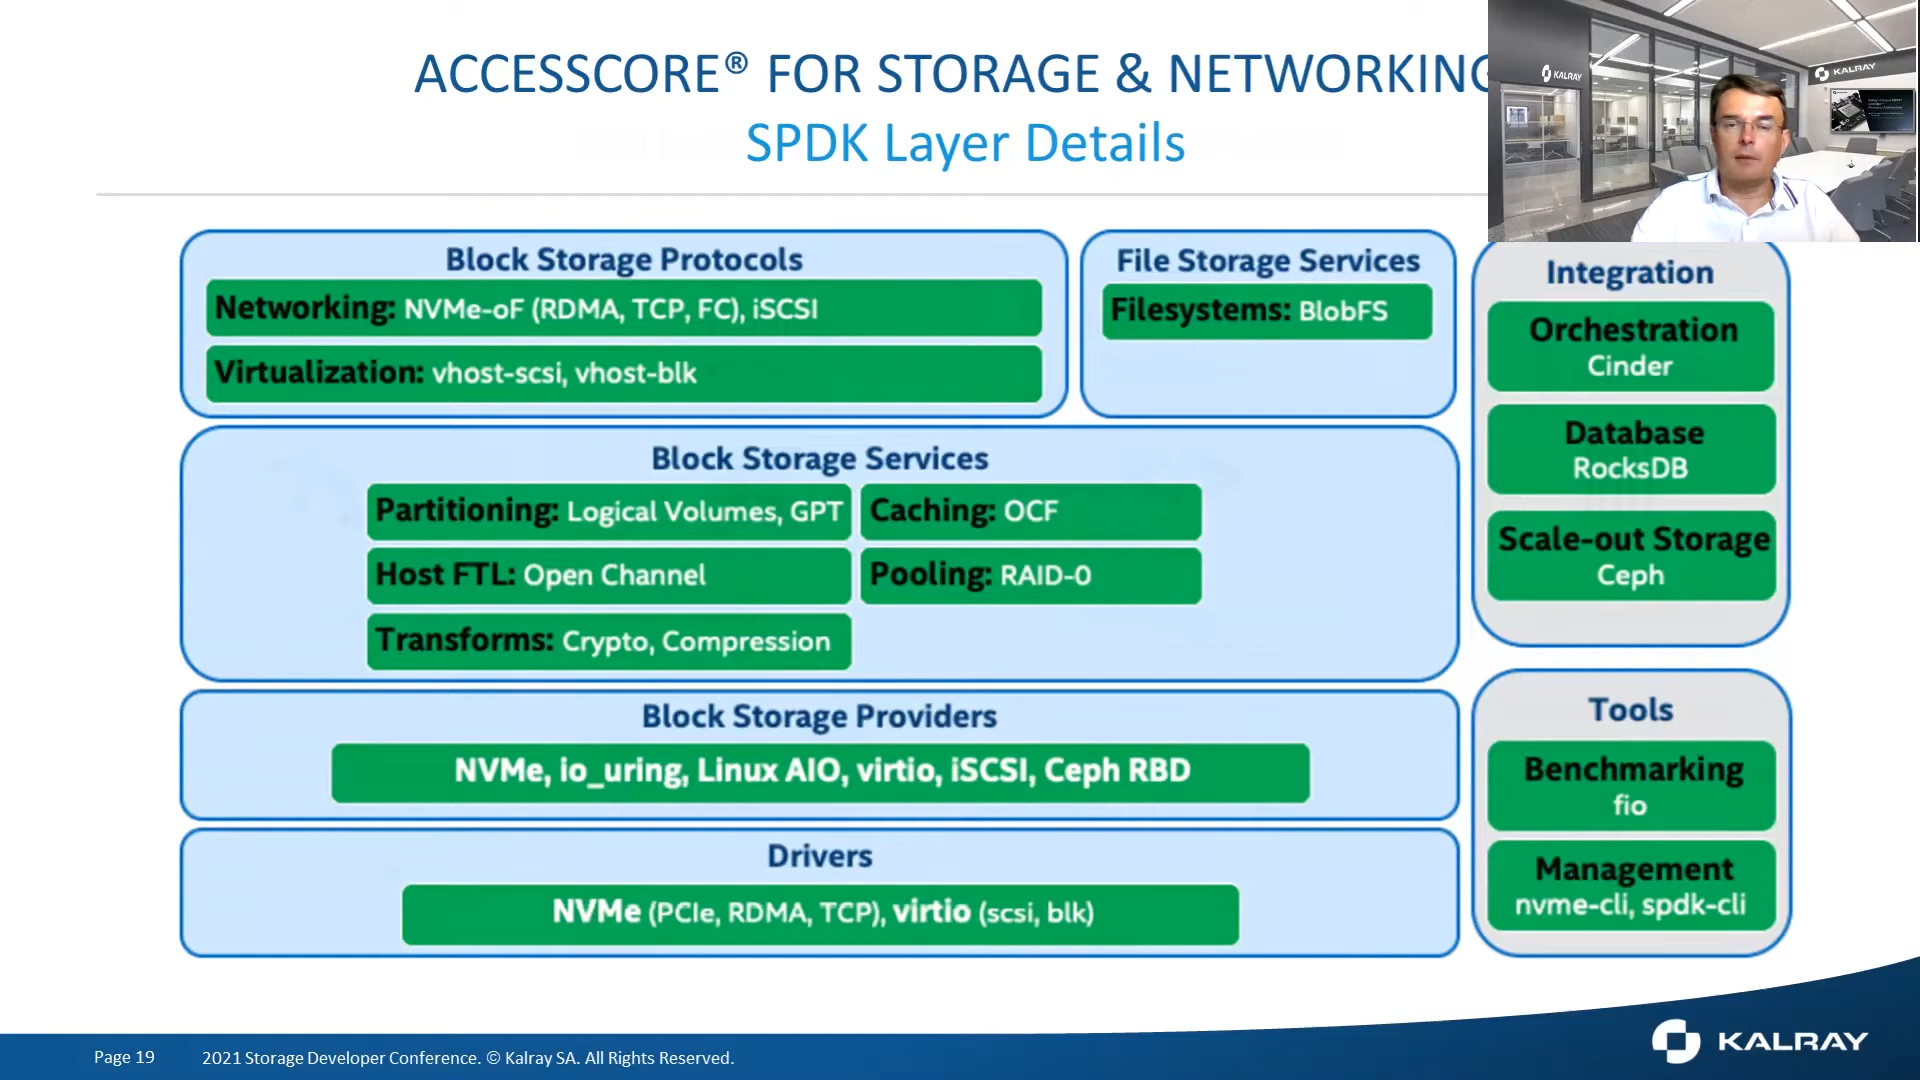 ACCESSCORE® FOR STORAGE & NETWORKING
SPDK Layer Details
KALRAY
KALRAY
Block Storage Protocols
Networking: NVMe-oF (RDMA, TCP, FC), iSCSI
Virtualization: vhost-scsi, vhost-blk
File Storage Services
Filesystems: BlobFS
Integration
Orchestration
Cinder
Database
RocksDB
Scale-out Storage
Ceph
Block Storage Services
Partitioning: Logical Volumes, GPT
Caching: OCF
Host FTL: Open Channel
Pooling: RAID-0
Transforms: Crypto, Compression
Block Storage Providers
NVMe, io_uring, Linux AIO, virtio, iSCSI, Ceph RBD
Drivers
NVMe (PCIe, RDMA, TCP), virtio (scsi, blk)
Tools
Benchmarking
fio
Management
nvme-cli, spdk-cli
Page 19
2021 Storage Developer Conference. © Kalray SA. All Rights Reserved.
KALRAY